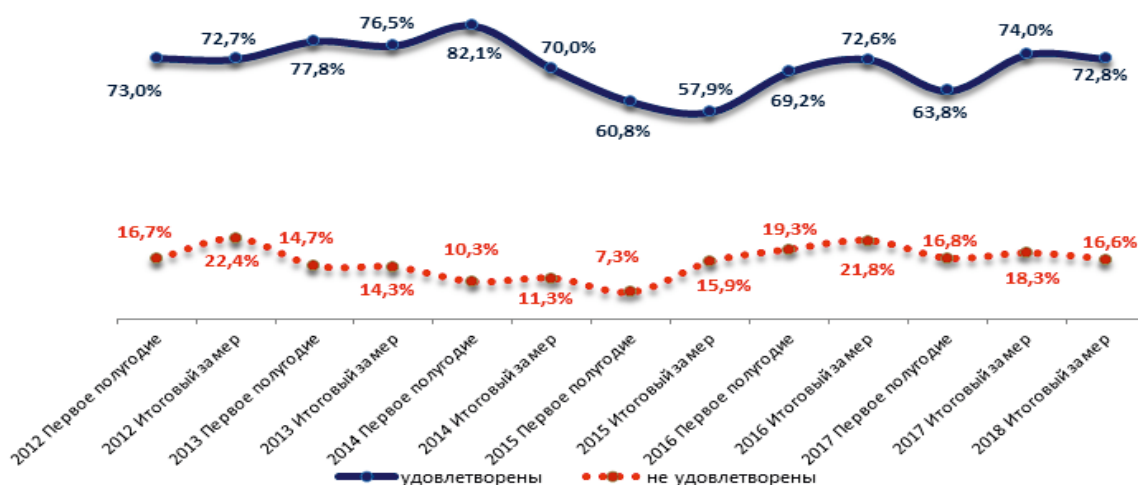 73,0%
72,7%
77,8%
76,5%
82,1%
70,0%
60,8%
57,9%
69,2%
72,6%
63,8%
74,0%
72,8%
16,7%
22,4%
14,7%
14,3%
10,3%
11,3%
7,3%
15,9%
19,3%
21,8%
16,8%
18,3%
16,6%
2012 Первое полугодие
2012 Итоговый замер
2013 Первое полугодие
2013 Итоговый замер
2014 Первое полугодие
2014 Итоговый замер
2015 Первое полугодие
2015 Итоговый замер
2016 Первое полугодие
2016 Итоговый замер
2017 Первое полугодие
2017 Итоговый замер
2018 Итоговый замер
удовлетворены
не удовлетворены